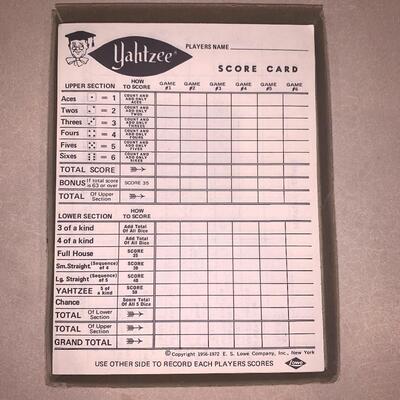 Yahtzee® PLAYERS NAME
SCORE CARD
UPPER SECTION HOW TO SCORE GAME #1 GAME #2 GAME #3 GAME #4 GAME #5 GAME #6
Aces = 1 COUNT AND ADD ONLY ACES
Twos = 2 COUNT AND ADD ONLY TWOS
Threes = 3 COUNT AND ADD ONLY THREES
Fours = 4 COUNT AND ADD ONLY FOURS
Fives = 5 COUNT AND ADD ONLY FIVES
Sixes = 6 COUNT AND ADD ONLY SIXES
TOTAL SCORE
BONUS If total score is 63 or over SCORE 35
TOTAL Of Upper Section
LOWER SECTION HOW TO SCORE
3 of a kind Add Total Of All Dice
4 of a kind Add Total Of All Dice
Full House SCORE 25
Sm. Straight (Sequence) of 4 SCORE 30
Lg. Straight (Sequence) of 5 SCORE 40
YAHTZEE 5 of a kind SCORE 50
Chance Score Total Of All 5 Dice
TOTAL Of Lower Section
TOTAL Of Upper Section
GRAND TOTAL
© Copyright 1956-1972 E. S. Lowe Company, Inc., New York
USE OTHER SIDE TO RECORD EACH PLAYERS SCORES Lowe